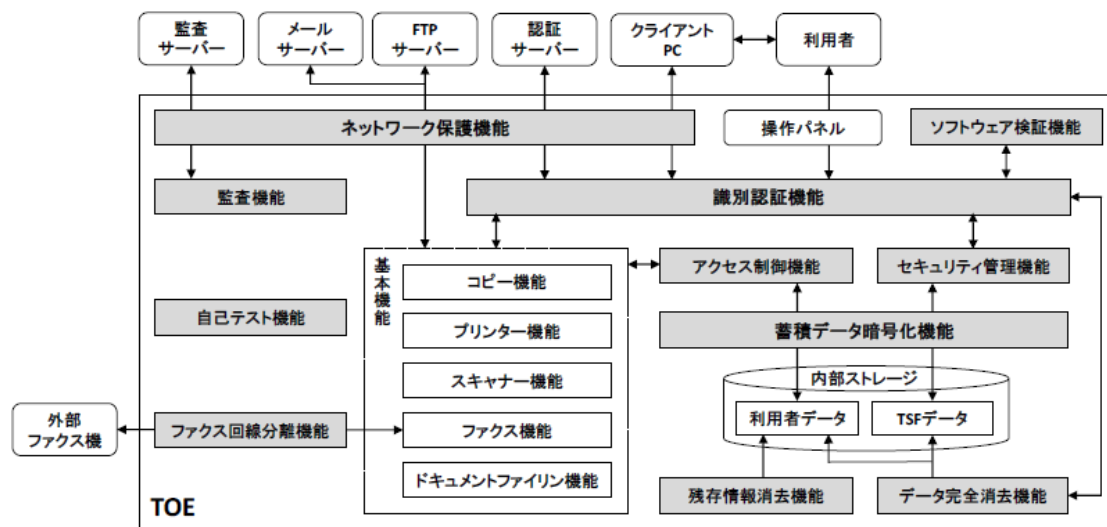 監査
サーバー
メール
サーバー
FTP
サーバー
認証
サーバー
クライアント
PC
利用者
ネットワーク保護機能
操作パネル
ソフトウェア検証機能
監査機能
識別認証機能
基本機能
コピー機能
アクセス制御機能
セキュリティ管理機能
自己テスト機能
プリンター機能
蓄積データ暗号化機能
スキャナー機能
内部ストレージ
外部
ファクス機
ファクス回線分離機能
ファクス機能
利用者データ
TSFデータ
ドキュメントファイリン機能
残存情報消去機能
データ完全消去機能
TOE